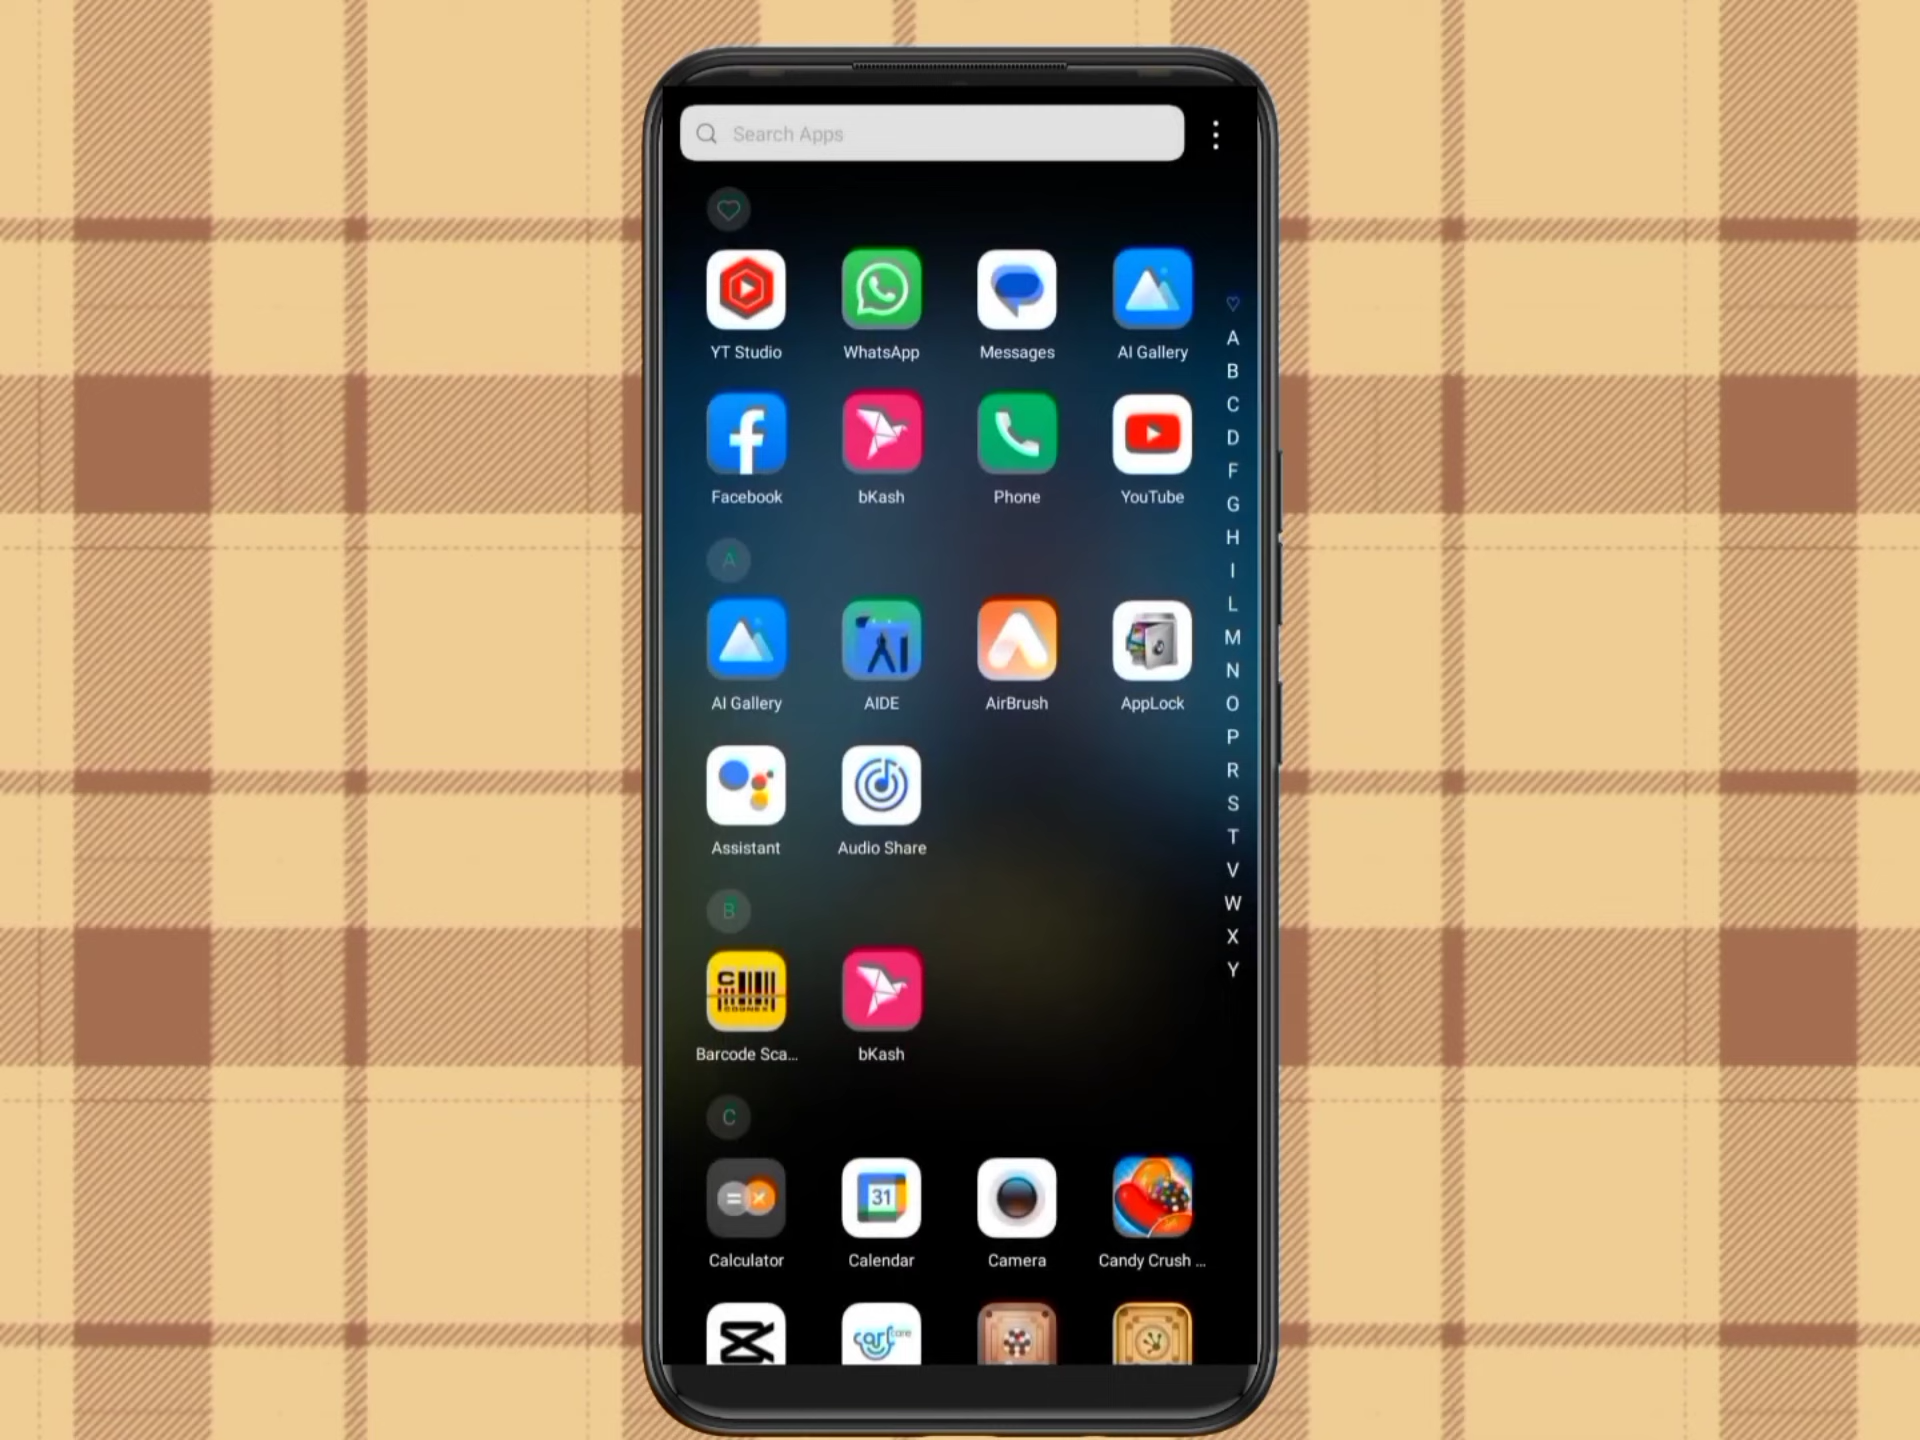 Search Apps
YT Studio
WhatsApp
Messages
AI Gallery
Facebook
bKash
Phone
YouTube
A
AI Gallery
AIDE
AirBrush
AppLock
Assistant
Audio Share
B
Barcode Sca...
bKash
C
Calculator
31
Calendar
Camera
Candy Crush ...
carlcare
A
B
C
D
F
G
H
I
L
M
N
O
P
R
S
T
V
W
X
Y